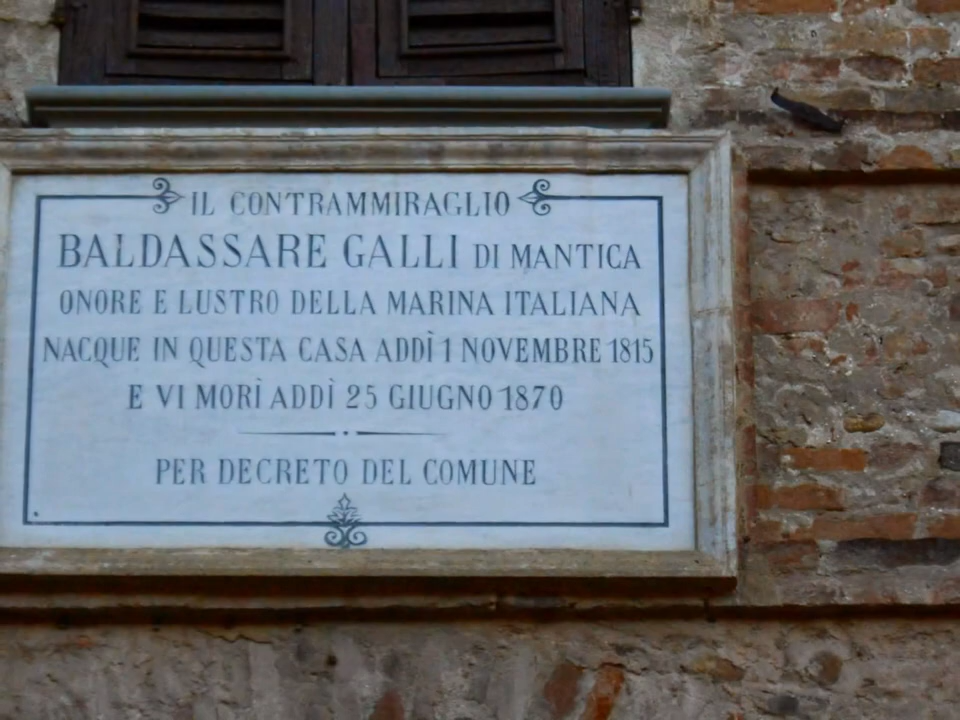 IL CONTRAMMIRAGLIO
BALDASSARE GALLI DI MANTICA
ONORE E LUSTRO DELLA MARINA ITALIANA
NACQUE IN QUESTA CASA ADDÌ 1 NOVEMBRE 1815
E VI MORÌ ADDÌ 25 GIUGNO 1870
PER DECRETO DEL COMUNE